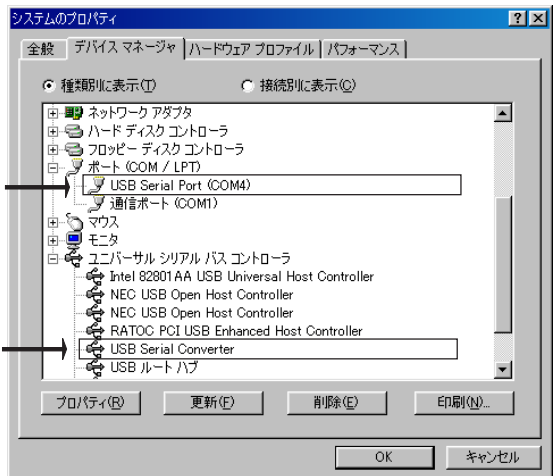 システムのプロパティ
全般 デバイス マネージャ ハードウェア プロファイル パフォーマンス
種類別に表示(T) 接続別に表示(C)
ネットワーク アダプタ
ハード ディスク コントローラ
フロッピー ディスク コントローラ
ポート (COM / LPT)
USB Serial Port (COM4)
通信ポート (COM1)
マウス
モニタ
ユニバーサル シリアル バス コントローラ
Intel 82801AA USB Universal Host Controller
NEC USB Open Host Controller
NEC USB Open Host Controller
RATOC PCI USB Enhanced Host Controller
USB Serial Converter
USB ルート ハブ
プロパティ(R) 更新(F) 削除(E) 印刷(N)...
OK キャンセル